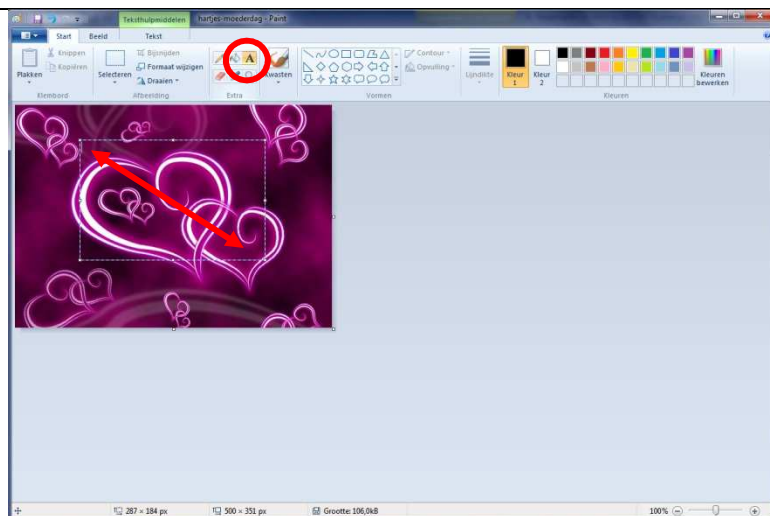 Teksthulpmiddelen hartjes-moederdag - Paint
Start Beeld Tekst
Plakken
Knippen
Kopiëren
Klembord
Selecteren
Bijsnijden
Formaat wijzigen
Draaien
Afbeelding
A
Extra
Kwasten
Contour
Opvulling
Vormen
Lijndikte
Kleur 1
Kleur 2
Kleuren bewerken
Kleuren
287 × 184 px
500 × 351 px
Grootte: 106,0kB
100%